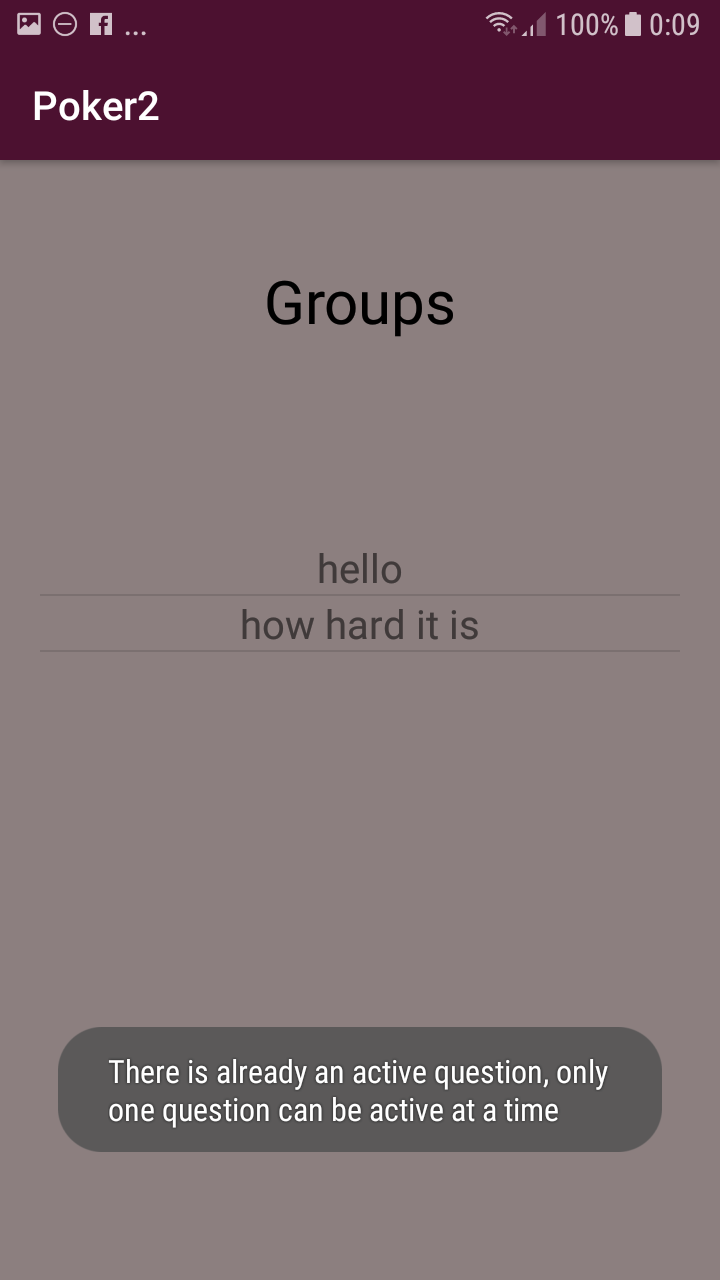 ... 100% 0:09
Poker2
Groups
hello
how hard it is
There is already an active question, only
one question can be active at a time